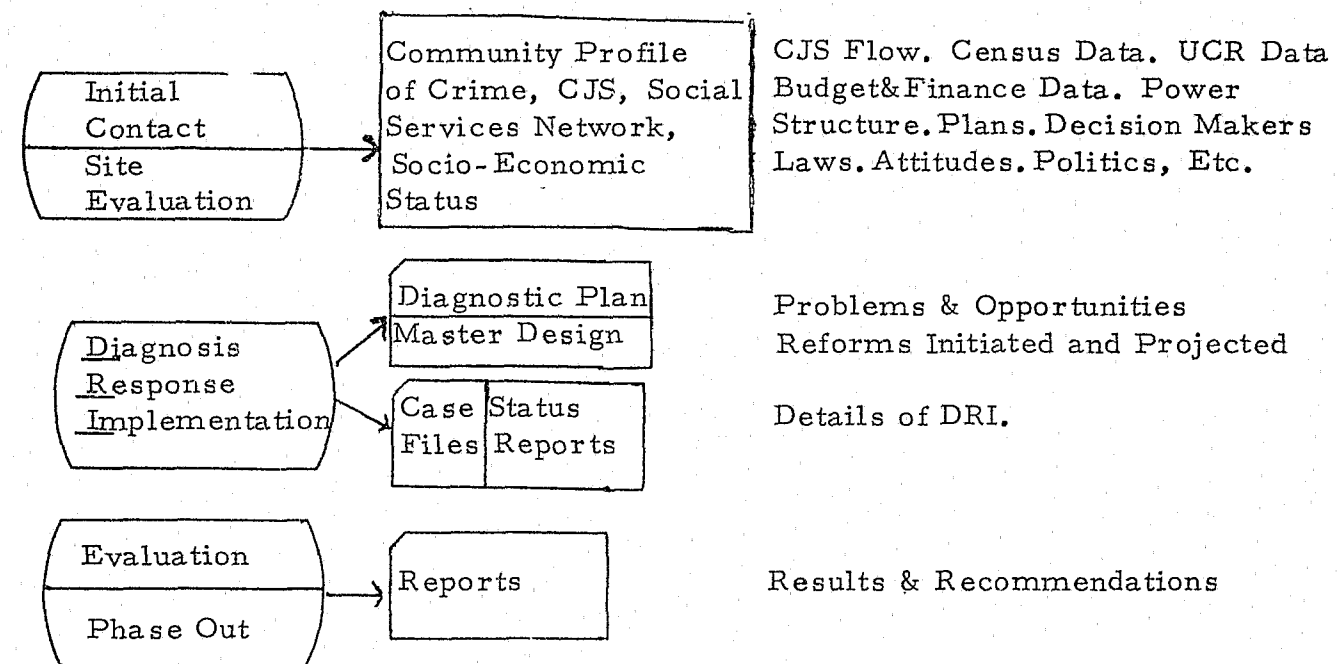 Initial
Contact
Site
Evaluation
Community Profile
of Crime, CJS, Social
Services Network,
Socio-Economic
Status
CJS Flow. Census Data. UCR Data
Budget&Finance Data. Power
Structure. Plans. Decision Makers
Laws. Attitudes. Politics, Etc.
Diagnosis
Response
Implementation
Diagnostic Plan
Master Design
Problems & Opportunities
Reforms Initiated and Projected
Case
Files
Status
Reports
Details of DRI.
Evaluation
Phase Out
Reports
Results & Recommendations